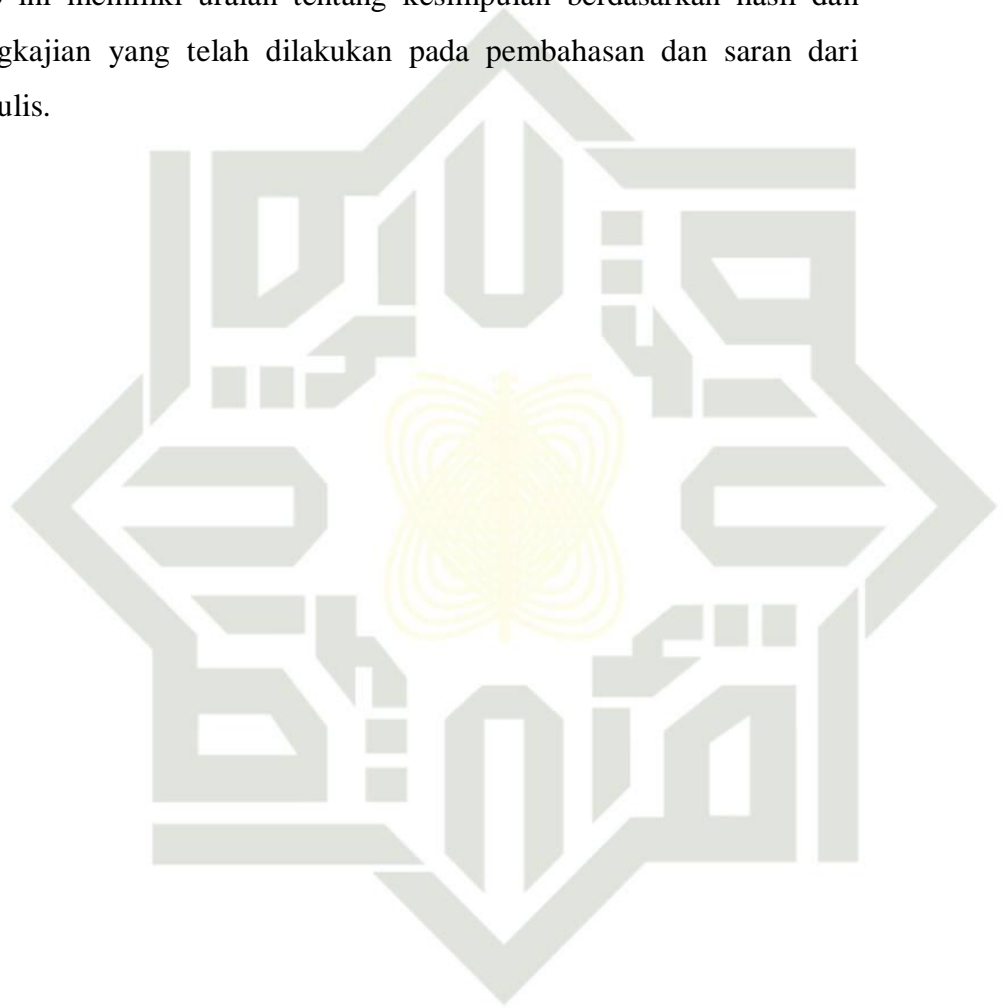 ini memiliki uraian tentang kesimpulan berdasarkan hasil dan
gkajian yang telah dilakukan pada pembahasan dan saran dari
ulis.